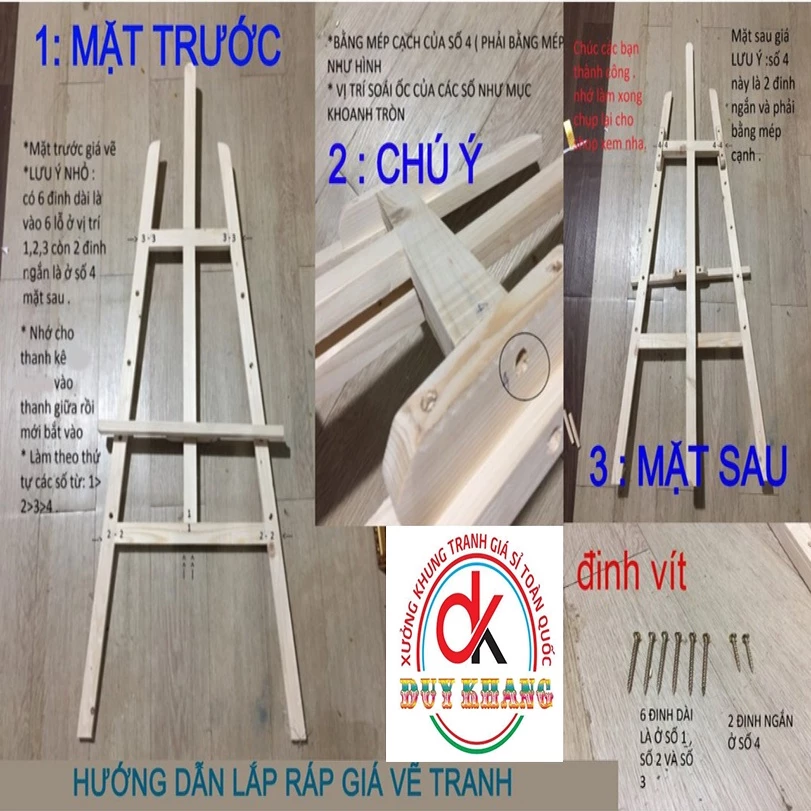 1: MẶT TRƯỚC
*Mặt trước giá vẽ
*LƯU Ý NHỎ :
có 6 đinh dài là
vào 6 lỗ ở vị trí
1,2,3 còn 2 đinh
ngắn là ở số 4
mặt sau .
* Nhớ cho
thanh kê
vào
thanh giữa rồi
mới bắt vào
* Làm theo thứ
tự các số từ: 1>
2>3>4 .
3 3
3 3
1
1
2 2
2 2
*BẰNG MÉP CẠCH CỦA SỐ 4 ( PHẢI BẰNG MÉP
NHƯ HÌNH
* VỊ TRÍ SOÁI ỐC CỦA CÁC SỐ NHƯ MỤC
KHOANH TRÒN
2 : CHÚ Ý
Chúc các bạn
thành công .
nhớ làm xong
chụp lại cho
shop xem nha,
Mặt sau giá
LƯU Ý :số 4
này là 2 đinh
ngắn và phải
bằng mép
cạnh .
4 4
4 4
3 : MẶT SAU
XƯỞNG KHUNG TRANH GIÁ SỈ TOÀN QUỐC
dk
DUY KHANG
đinh vít
6 ĐINH DÀI
LÀ Ở SỐ 1 ,
SỐ 2 VÀ SỐ
3
2 ĐINH NGẮN
Ở SỐ 4
HƯỚNG DẪN LẮP RÁP GIÁ VẼ TRANH